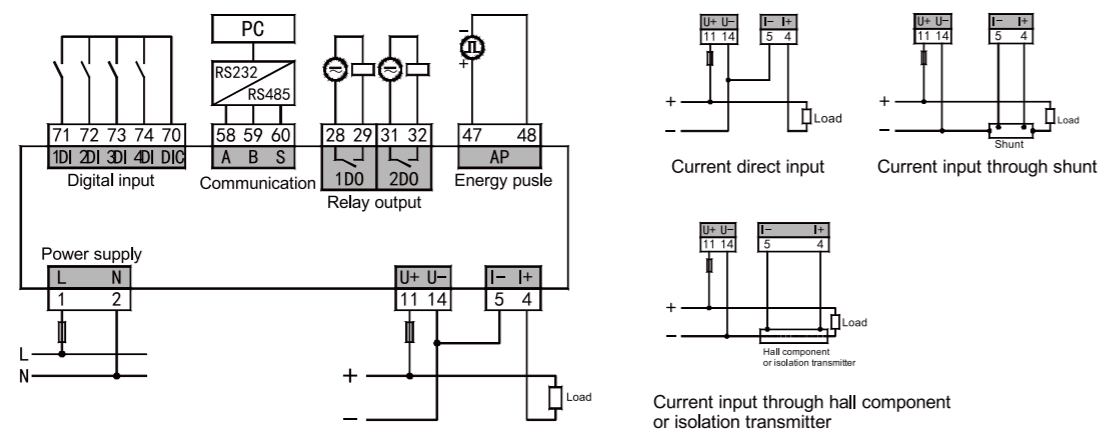 PC
RS232
RS485
71 72 73 74 70
1DI 2DI 3DI 4DI DIC
Digital input
58 59 60
A B S
Communication
28 29 31 32
1DO 2DO
Relay output
47 48
AP
Energy pusle
Power supply
L N
1 2
L
N
U+ U- I- I+
11 14 5 4
+
-
Load
U+ U- I- I+
11 14 5 4
+
-
Load
Current direct input
U+ U- I- I+
11 14 5 4
+
-
Load
Shunt
Current input through shunt
U+ U- I- I+
11 14 5 4
+
-
Load
Hall component
or isolation transmitter
Current input through hall component
or isolation transmitter